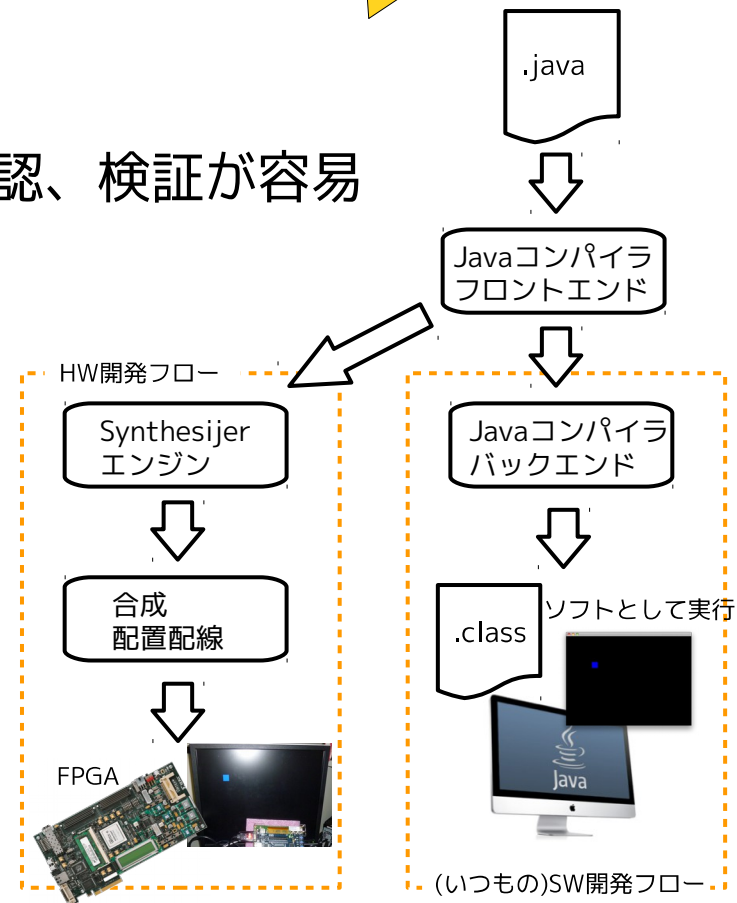 .java
認、検証が容易
Javaコンパイラ
フロントエンド
HW開発フロー
Synthesijer
エンジン
合成
配置配線
FPGA
Javaコンパイラ
バックエンド
.class
ソフトとして実行
Java
(いつもの)SW開発フロー